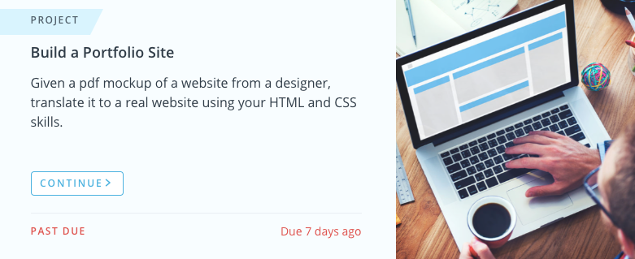 PROJECT
Build a Portfolio Site
Given a pdf mockup of a website from a designer,
translate it to a real website using your HTML and CSS
skills.
CONTINUE >
PAST DUE
Due 7 days ago